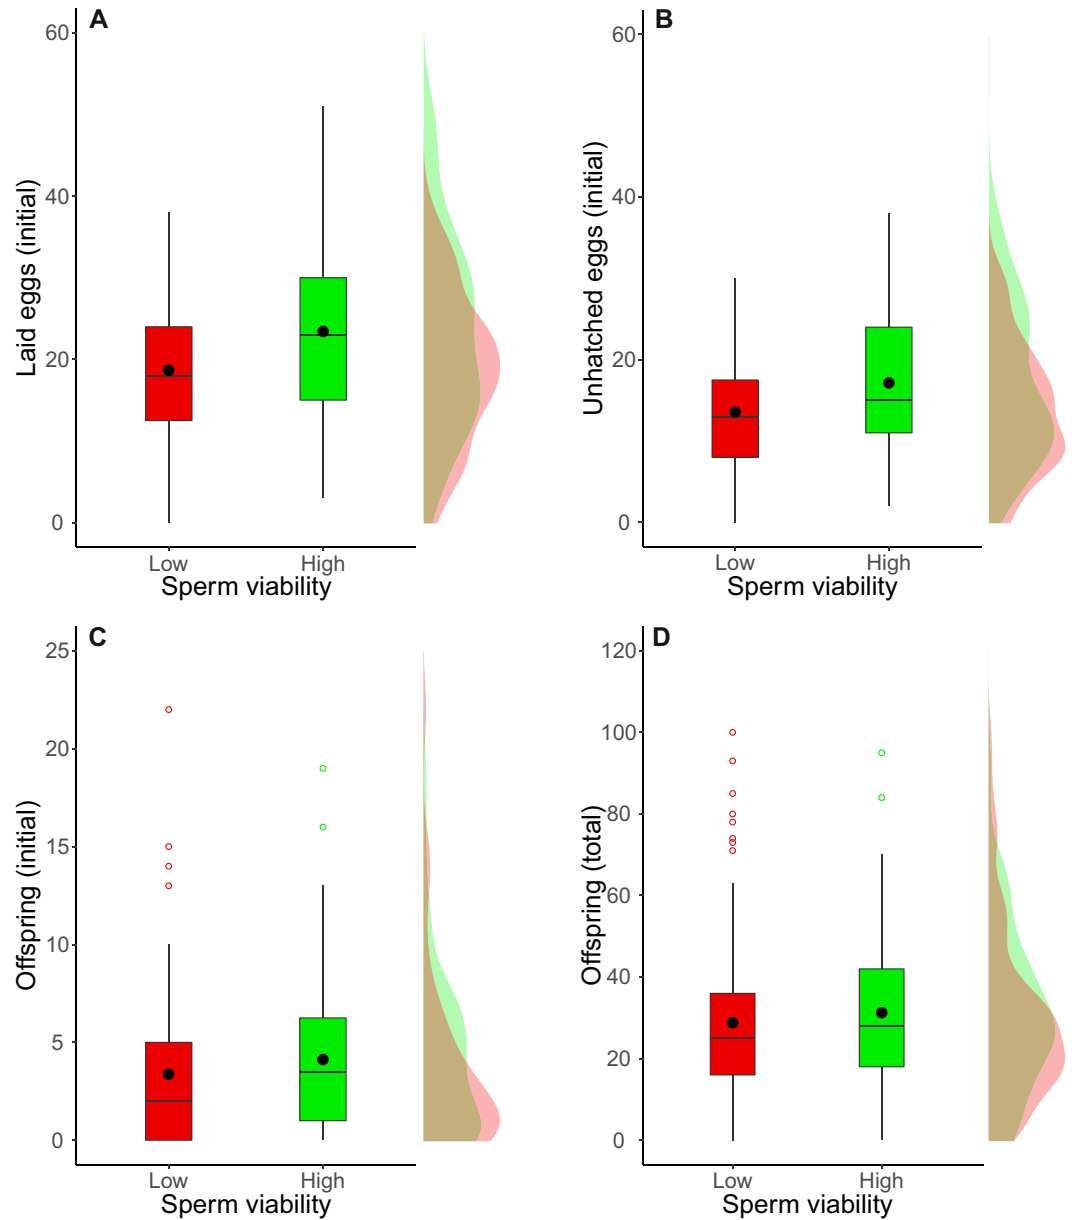 A
Laid eggs (initial)
60
40
20
0
Low High
Sperm viability
B
Unhatched eggs (initial)
60
40
20
0
Low High
Sperm viability
C
Offspring (initial)
25
20
15
10
5
0
Low High
Sperm viability
D
Offspring (total)
120
100
80
60
40
20
0
Low High
Sperm viability